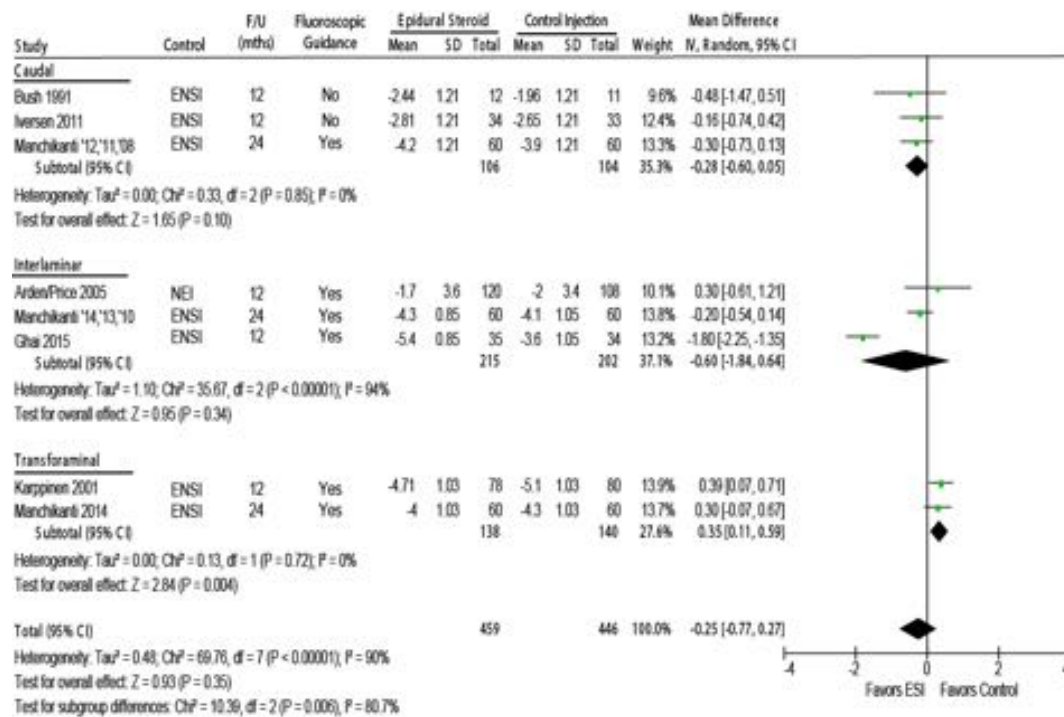 F/U Fluoroscopic Epidural Steroid Control Injection Mean Difference
Study Control (mths) Guidance Mean SD Total Mean SD Total Weight IV, Random, 95% CI
Caudal
Bush 1991 ENSI 12 No -2.44 1.21 12 -1.96 1.21 11 9.6% -0.48 [-1.47, 0.51]
Iversen 2011 ENSI 12 No -2.81 1.21 34 -2.65 1.21 33 12.4% -0.16 [-0.74, 0.42]
Manchikanti '12,'11,'08 ENSI 24 Yes -4.2 1.21 60 -3.9 1.21 60 13.3% -0.30 [-0.73, 0.13]
Subtotal (95% CI) 106 104 35.3% -0.28 [-0.60, 0.05]
Heterogeneity: Tau² = 0.00; Chi² = 0.33, df = 2 (P = 0.85); I² = 0%
Test for overall effect: Z = 1.65 (P = 0.10)
Interlaminar
Arden/Price 2005 NEI 12 Yes -1.7 3.6 120 -2 3.4 108 10.1% 0.30 [-0.61, 1.21]
Manchikanti '14,'13,'10 ENSI 24 Yes -4.3 0.85 60 -4.1 1.05 60 13.8% -0.20 [-0.54, 0.14]
Ghai 2015 ENSI 12 Yes -5.4 0.85 35 -3.6 1.05 34 13.2% -1.80 [-2.25, -1.35]
Subtotal (95% CI) 215 202 37.1% -0.60 [-1.84, 0.64]
Heterogeneity: Tau² = 1.10; Chi² = 35.67, df = 2 (P < 0.00001); I² = 94%
Test for overall effect: Z = 0.95 (P = 0.34)
Transforaminal
Karppinen 2001 ENSI 12 Yes -4.71 1.03 78 -5.1 1.03 80 13.9% 0.39 [0.07, 0.71]
Manchikanti 2014 ENSI 24 Yes -4 1.03 60 -4.3 1.03 60 13.7% 0.30 [-0.07, 0.67]
Subtotal (95% CI) 138 140 27.6% 0.35 [0.11, 0.59]
Heterogeneity: Tau² = 0.00; Chi² = 0.13, df = 1 (P = 0.72); I² = 0%
Test for overall effect: Z = 2.84 (P = 0.004)
Total (95% CI) 459 446 100.0% -0.25 [-0.77, 0.27]
Heterogeneity: Tau² = 0.48; Chi² = 69.76, df = 7 (P < 0.00001); I² = 90%
Test for overall effect: Z = 0.93 (P = 0.35)
Test for subgroup differences: Chi² = 10.39, df = 2 (P = 0.006), I² = 80.7%
-4 -2 0 2 4
Favors ESI Favors Control